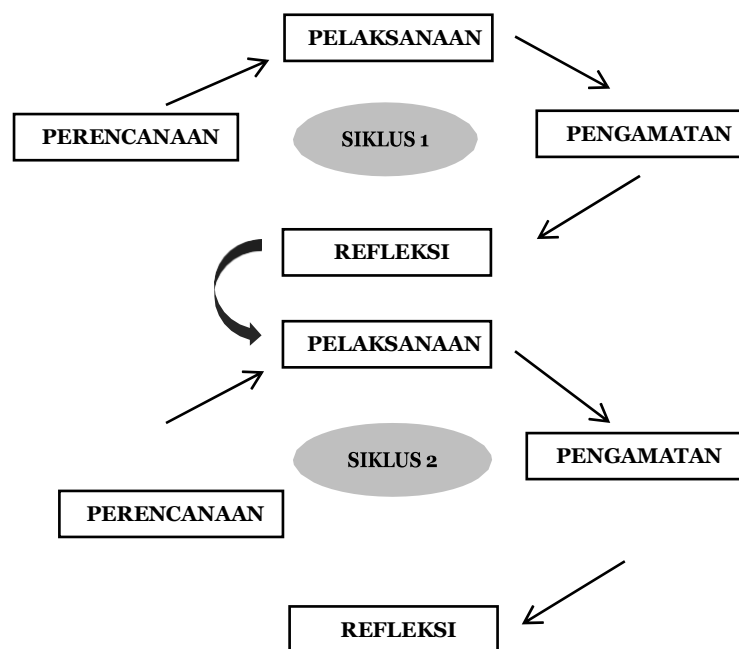 PELAKSANAAN
PERENCANAAN
SIKLUS 1
PENGAMATAN
REFLEKSI
PELAKSANAAN
SIKLUS 2
PENGAMATAN
PERENCANAAN
REFLEKSI